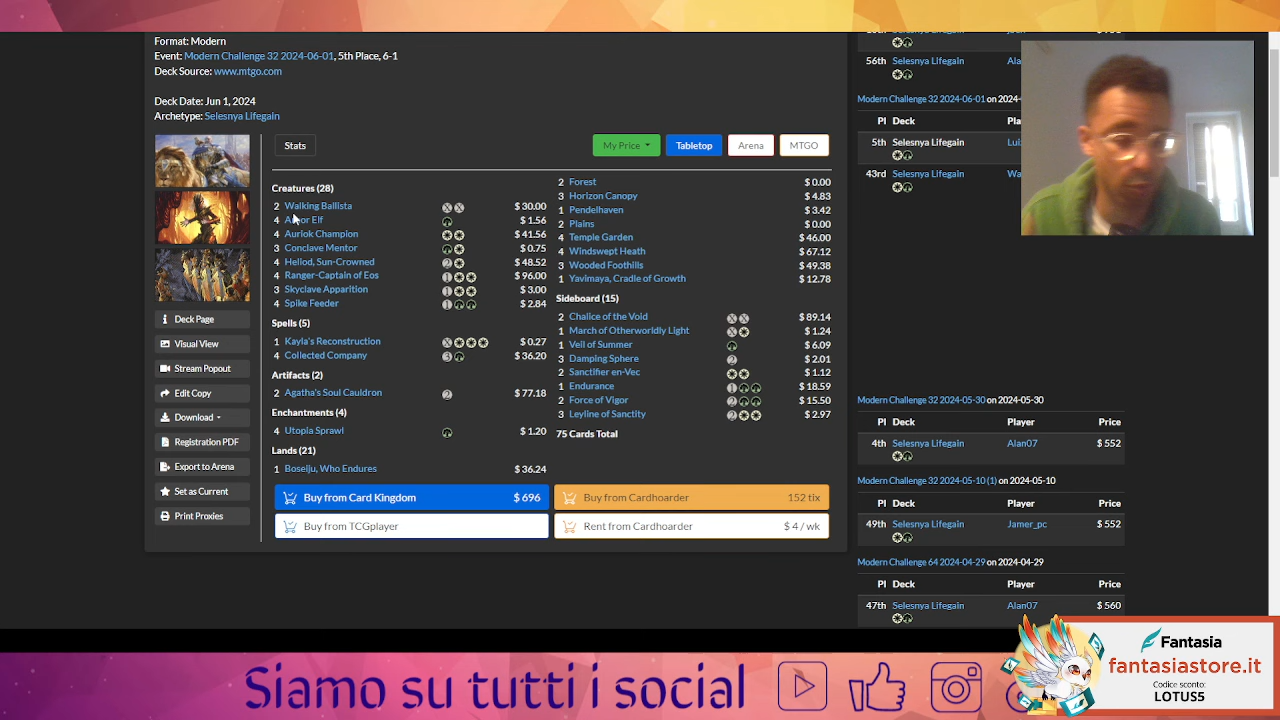 Format: Modern
Event: Modern Challenge 32 2024-06-01, 5th Place, 6-1
Deck Source: www.mtgo.com
Deck Date: Jun 1, 2024
Archetype: Selesnya Lifegain
Stats
My Price
Tabletop
Arena
MTGO
Deck Page
Visual View
Stream Popout
Edit Copy
Download
Registration PDF
Export to Arena
Set as Current
Print Proxies
Creatures (28)
2 Walking Ballista $ 30.00
4 Arbor Elf $ 1.56
4 Auriok Champion $ 41.56
3 Conclave Mentor $ 0.75
4 Heliod, Sun-Crowned $ 48.52
4 Ranger-Captain of Eos $ 96.00
3 Skyclave Apparition $ 3.00
4 Spike Feeder $ 2.84
Spells (5)
1 Kayla's Reconstruction $ 0.27
4 Collected Company $ 36.20
Artifacts (2)
2 Agatha's Soul Cauldron $ 77.18
Enchantments (4)
4 Utopia Sprawl $ 1.20
Lands (21)
1 Boseiju, Who Endures $ 36.24
2 Forest $ 0.00
3 Horizon Canopy $ 4.83
1 Pendelhaven $ 3.42
2 Plains $ 0.00
4 Temple Garden $ 46.00
4 Windswept Heath $ 67.12
3 Wooded Foothills $ 49.38
1 Yavimaya, Cradle of Growth $ 12.78
Sideboard (15)
2 Chalice of the Void $ 89.14
1 March of Otherworldly Light $ 1.24
1 Veil of Summer $ 6.09
3 Damping Sphere $ 2.01
2 Sanctifier en-Vec $ 1.12
1 Endurance $ 18.59
2 Force of Vigor $ 15.50
3 Leyline of Sanctity $ 2.97
75 Cards Total
Buy from Card Kingdom $ 696
Buy from Cardhoarder 152 tix
Buy from TCGplayer
Rent from Cardhoarder $ 4 / wk
56th Selesnya Lifegain Ala
Modern Challenge 32 2024-06-01 on 2024-0
Pl Deck Play
5th Selesnya Lifegain Lui
43rd Selesnya Lifegain Wa
Modern Challenge 32 2024-05-30 on 2024-05-30
Pl Deck Player Price
4th Selesnya Lifegain Alan07 $ 552
Modern Challenge 32 2024-05-10 (1) on 2024-05-10
Pl Deck Player Price
49th Selesnya Lifegain Jamer_pc $ 552
Modern Challenge 64 2024-04-29 on 2024-04-29
Pl Deck Player Price
47th Selesnya Lifegain Alan07 $ 560
Fantasia
fantasiastore.it
Codice sconto:
LOTUS5
Siamo su tutti i social